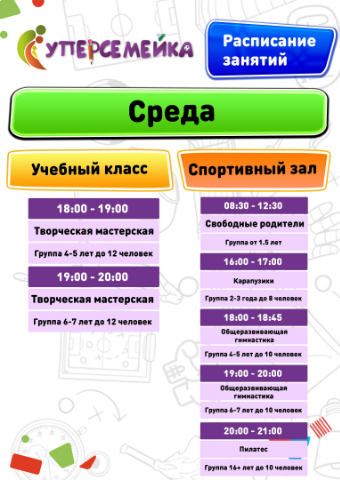 СУПЕРСЕМЕЙКА
Расписание
занятий
Среда
Учебный класс
18:00 - 19:00
Творческая мастерская
Группа 4-5 лет до 12 человек
19:00 - 20:00
Творческая мастерская
Группа 6-7 лет до 12 человек
Спортивный зал
08:30 - 12:30
Свободные родители
Группа от 1.5 лет
16:00 - 17:00
Карапузики
Группа 2-3 года до 8 человек
18:00 - 18:45
Общеразвивающая
гимнастика
Группа 4-5 лет до 10 человек
19:00 - 20:00
Общеразвивающая
гимнастика
Группа 6-7 лет до 10 человек
20:00 - 21:00
Пилатес
Группа 16+ лет до 10 человек